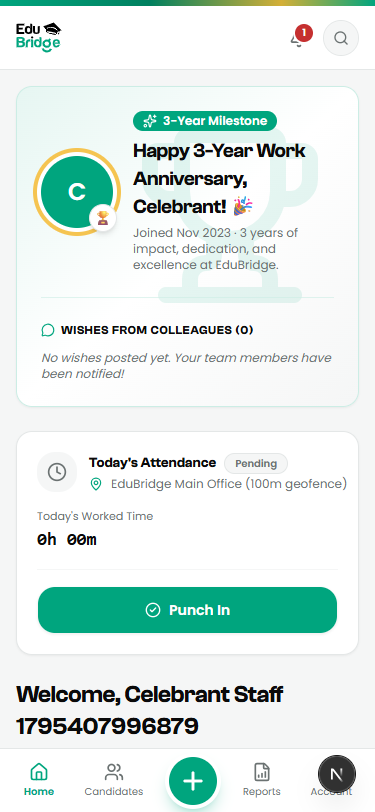 Edu
Bridge
1
3-Year Milestone
Happy 3-Year Work
Anniversary,
Celebrant! 🎉
C
Joined Nov 2023 · 3 years of
impact, dedication, and
excellence at EduBridge.
WISHES FROM COLLEAGUES (0)
No wishes posted yet. Your team members have
been notified!
Today's Attendance
Pending
EduBridge Main Office (100m geofence)
Today's Worked Time
0h 00m
Punch In
Welcome, Celebrant Staff
1795407996879
Home
Candidates
Reports
Account
N